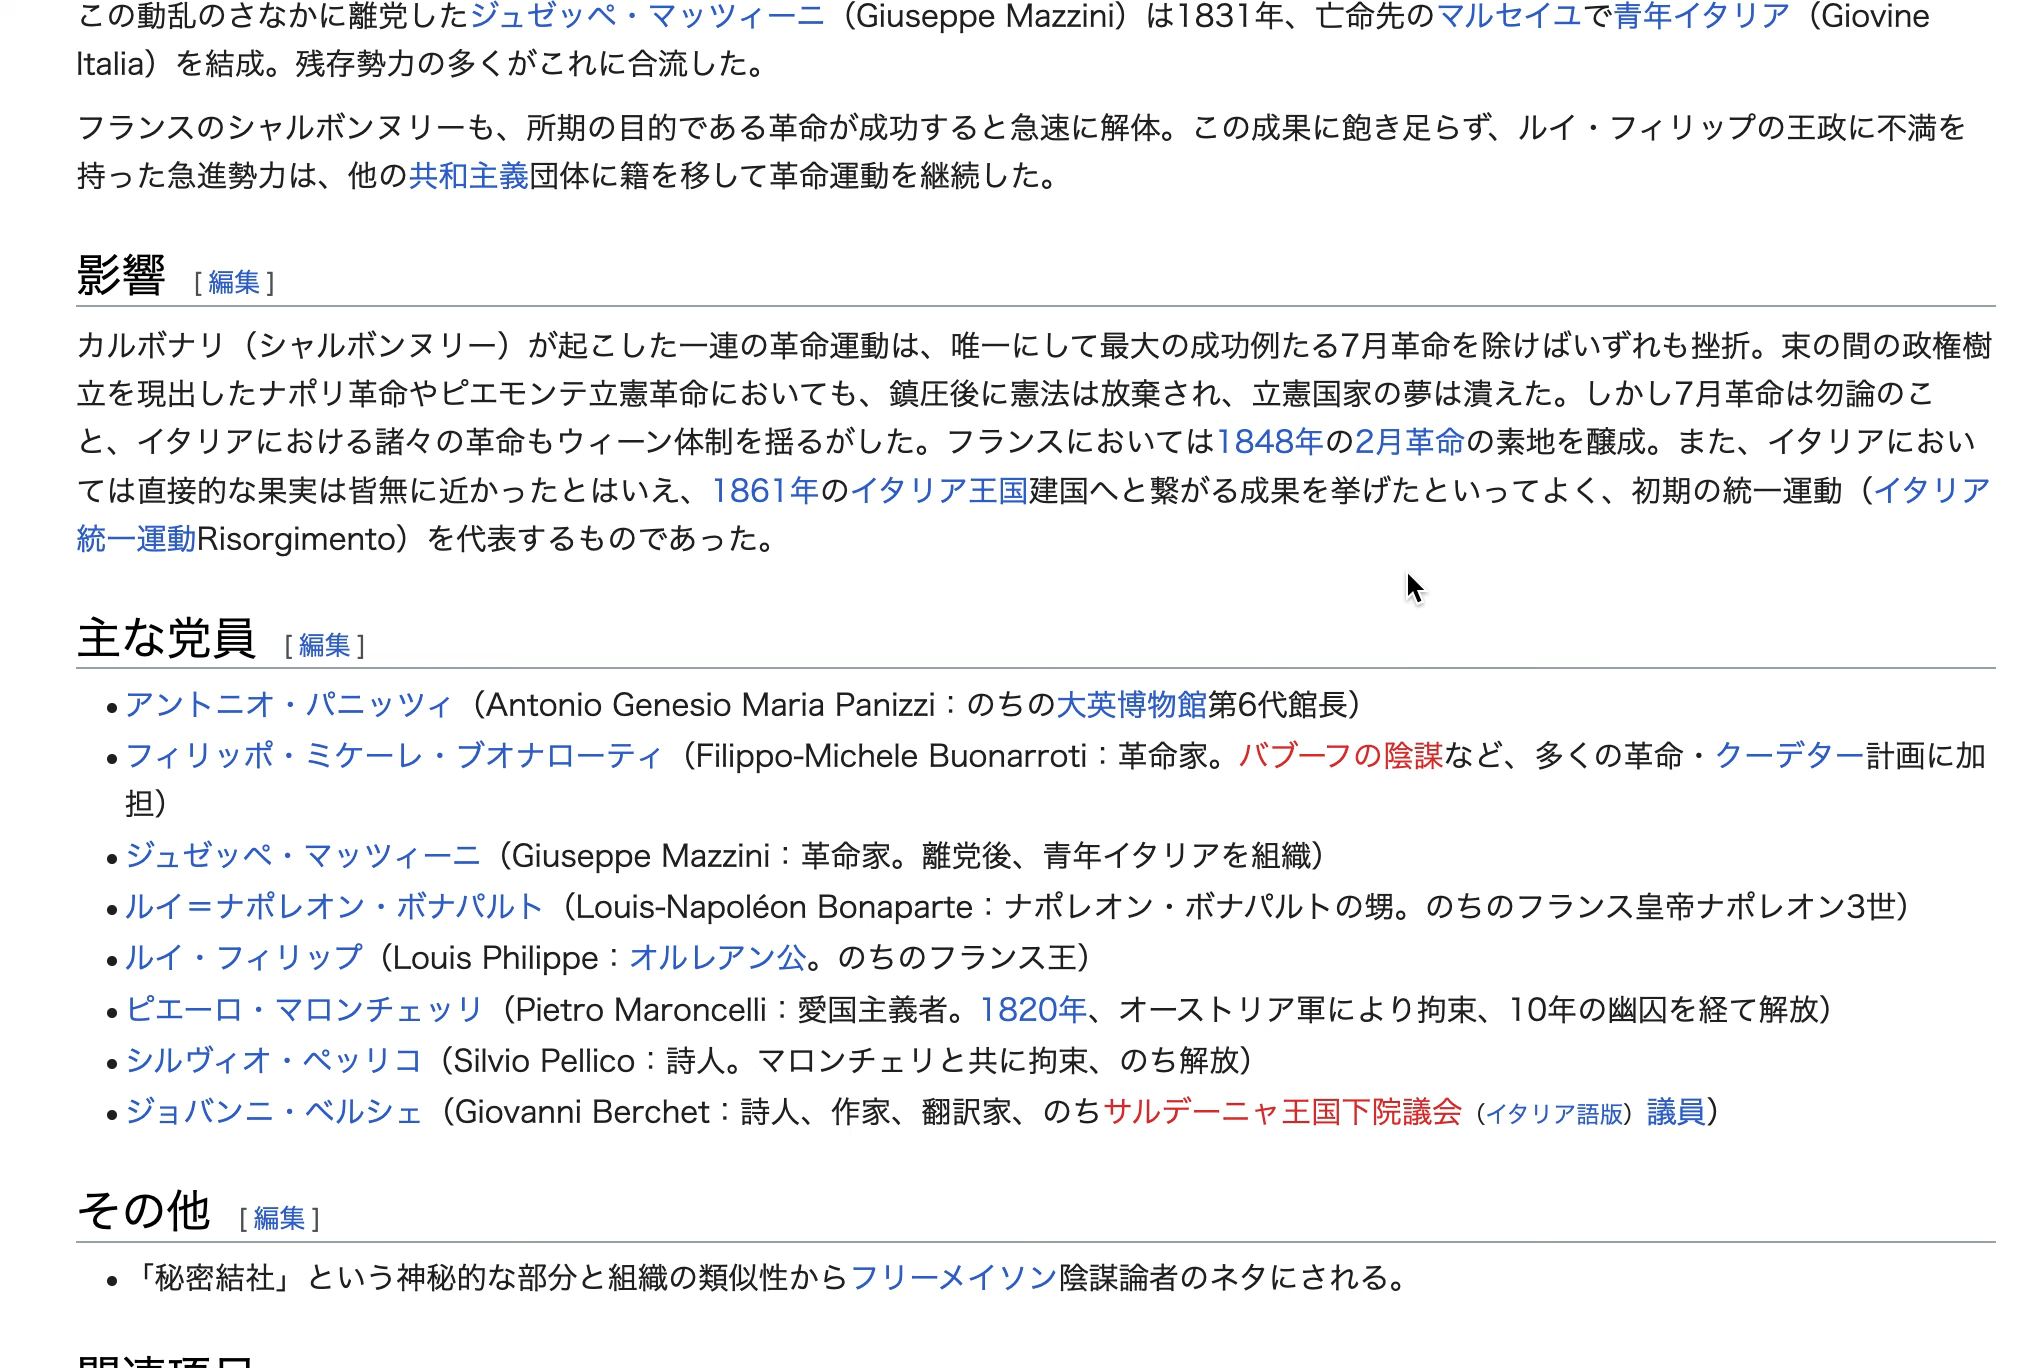 この動乱のさなかに離党したジュゼッペ・マッツィーニ（Giuseppe Mazzini）は1831年、亡命先のマルセイユで青年イタリア（Giovine
Italia）を結成。残存勢力の多くがこれに合流した。
フランスのシャルボンヌリーも、所期の目的である革命が成功すると急速に解体。この成果に飽き足らず、ルイ・フィリップの王政に不満を
持った急進勢力は、他の共和主義団体に籍を移して革命運動を継続した。
影響 [ 編集 ]
カルボナリ（シャルボンヌリー）が起こした一連の革命運動は、唯一にして最大の成功例たる7月革命を除けばいずれも挫折。束の間の政権樹
立を現出したナポリ革命やピエモンテ立憲革命においても、鎮圧後に憲法は放棄され、立憲国家の夢は潰えた。しかし7月革命は勿論のこ
と、イタリアにおける諸々の革命もウィーン体制を揺るがした。フランスにおいては1848年の2月革命の素地を醸成。また、イタリアにおい
ては直接的な果実は皆無に近かったとはいえ、1861年のイタリア王国建国へと繋がる成果を挙げたといってよく、初期の統一運動（イタリア
統一運動Risorgimento）を代表するものであった。
主な党員 [ 編集 ]
• アントニオ・パニッツィ（Antonio Genesio Maria Panizzi：のちの大英博物館第6代館長）
• フィリッポ・ミケーレ・ブオナローティ（Filippo-Michele Buonarroti：革命家。バブーフの陰謀など、多くの革命・クーデター計画に加
担）
• ジュゼッペ・マッツィーニ（Giuseppe Mazzini：革命家。離党後、青年イタリアを組織）
• ルイ＝ナポレオン・ボナパルト（Louis-Napoléon Bonaparte：ナポレオン・ボナパルトの甥。のちのフランス皇帝ナポレオン3世）
• ルイ・フィリップ（Louis Philippe：オルレアン公。のちのフランス王）
• ピエーロ・マロンチェッリ（Pietro Maroncelli：愛国主義者。1820年、オーストリア軍により拘束、10年の幽囚を経て解放）
• シルヴィオ・ペッリコ（Silvio Pellico：詩人。マロンチェリと共に拘束、のち解放）
• ジョバンニ・ベルシェ（Giovanni Berchet：詩人、作家、翻訳家、のちサルデーニャ王国下院議会（イタリア語版）議員）
その他 [ 編集 ]
• 「秘密結社」という神秘的な部分と組織の類似性からフリーメイソン陰謀論者のネタにされる。
関連項目